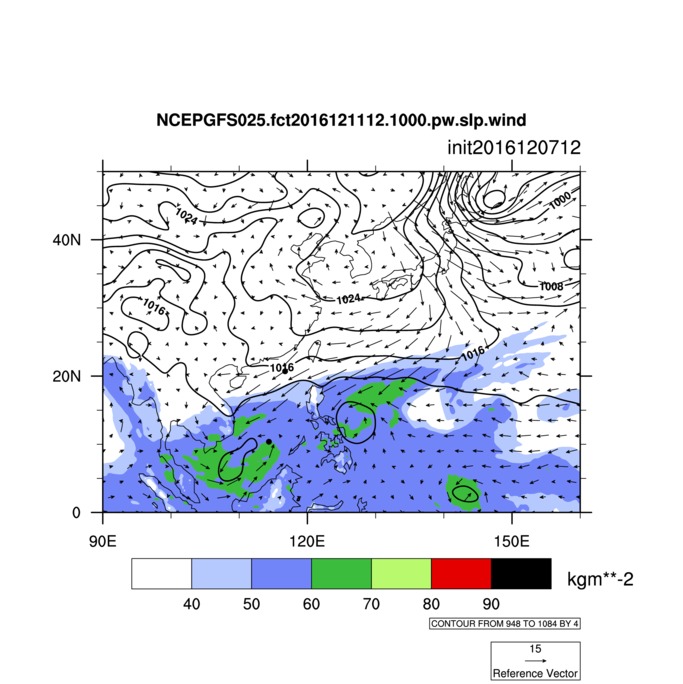 NCEPGFS025.fct2016121112.1000.pw.slp.wind
init2016120712
1024
1000
40N
1024
1008
1016
1016
1016
20N
0
90E 120E 150E
kgm**-2
40 50 60 70 80 90
CONTOUR FROM 948 TO 1084 BY 4
15
Reference Vector